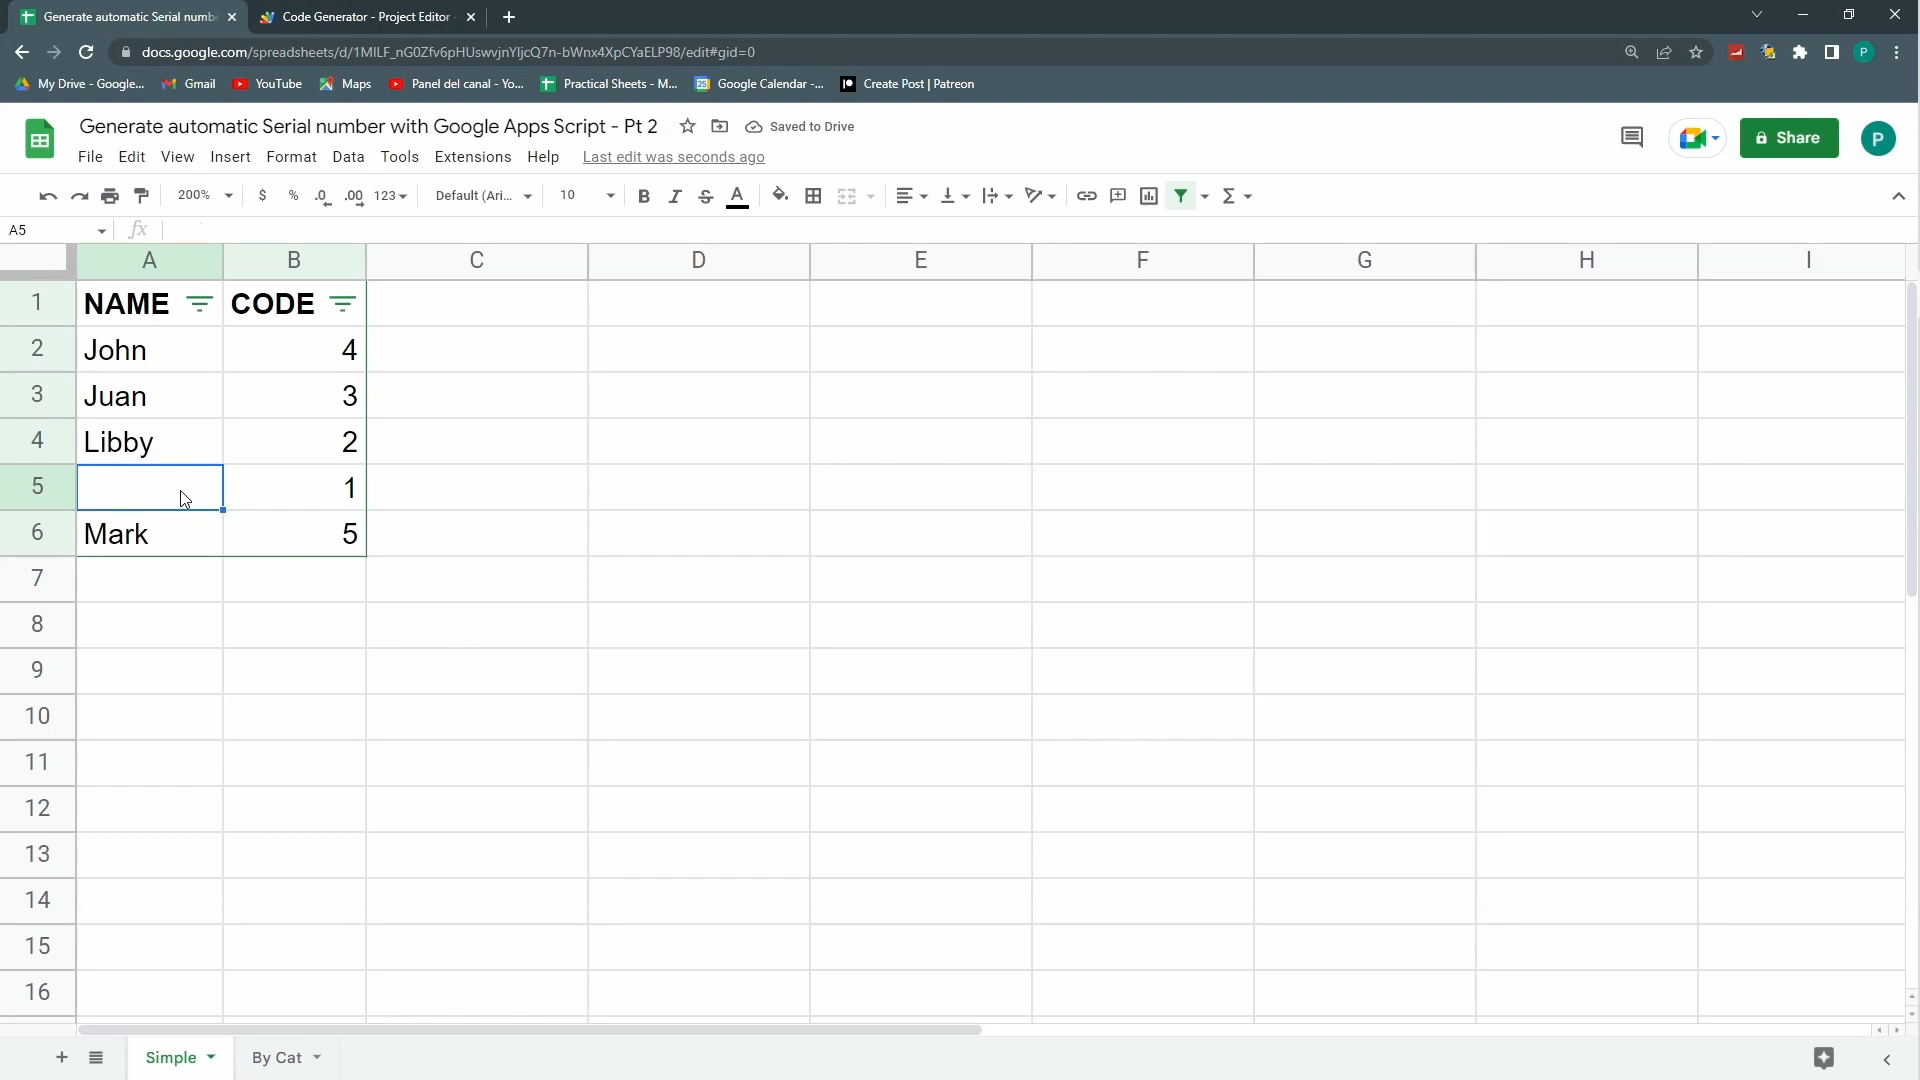 Generate automatic Serial numb
Code Generator - Project Editor -
docs.google.com/spreadsheets/d/1MILF_nG0Zfv6pHUswvjnYljcQ7n-bWnx4XpCYaELP98/edit#gid=0
P
My Drive - Google...
Gmail
YouTube
Maps
Panel del canal - Yo...
Practical Sheets - M...
Google Calendar -...
Create Post | Patreon
Generate automatic Serial number with Google Apps Script - Pt 2
Saved to Drive
Share
P
File Edit View Insert Format Data Tools Extensions Help Last edit was seconds ago
200% $ % .0 .00 123 Default (Ari... 10 B I S A Σ
A5 fx
A B C D E F G H I
1 NAME CODE
2 John 4
3 Juan 3
4 Libby 2
5 1
6 Mark 5
7
8
9
10
11
12
13
14
15
16
+ Simple By Cat